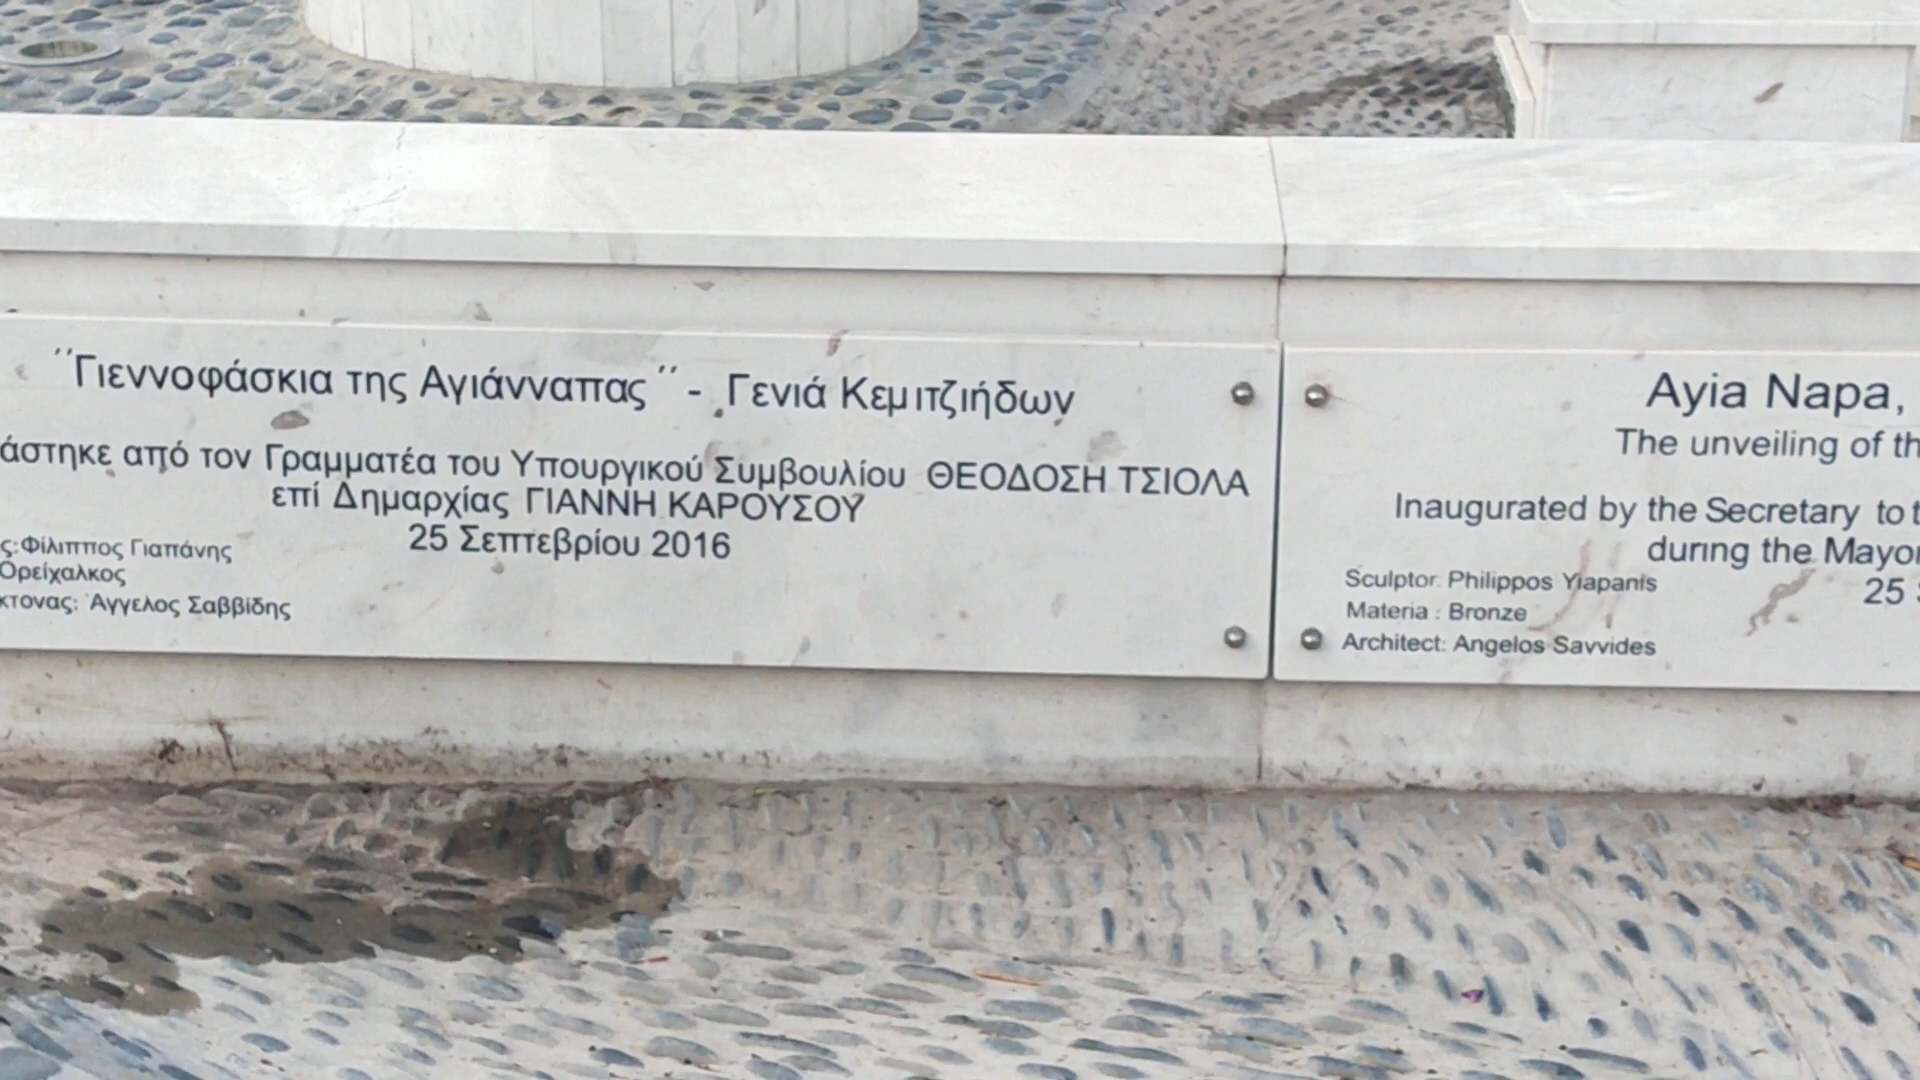 ΄΄Γιεννοφάσκια της Αγιάνναπας΄΄ - Γενιά Κεμιτζιήδων
άστηκε από τον Γραμματέα του Υπουργικού Συμβουλίου ΘΕΟΔΟΣΗ ΤΣΙΟΛΑ
επί Δημαρχίας ΓΙΑΝΝΗ ΚΑΡΟΥΣΟΥ
25 Σεπτεβρίου 2016
ς: Φίλιππος Γιαπάνης
Ορείχαλκος
κτονας: Άγγελος Σαββίδης
Ayia Napa,
The unveiling of th
Inaugurated by the Secretary to t
during the Mayo
25
Sculptor: Philippos Yiapanis
Materia : Bronze
Architect: Angelos Savvides